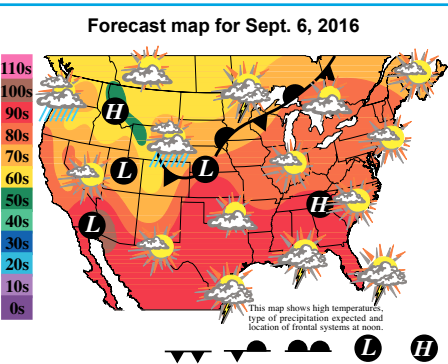 Forecast map for Sept. 6, 2016
110s
100s
90s
80s
70s
60s
50s
40s
30s
20s
10s
0s
H
L
L
L
H
This map shows high temperatures,
type of precipitation expected and
location of frontal systems at noon.
L H